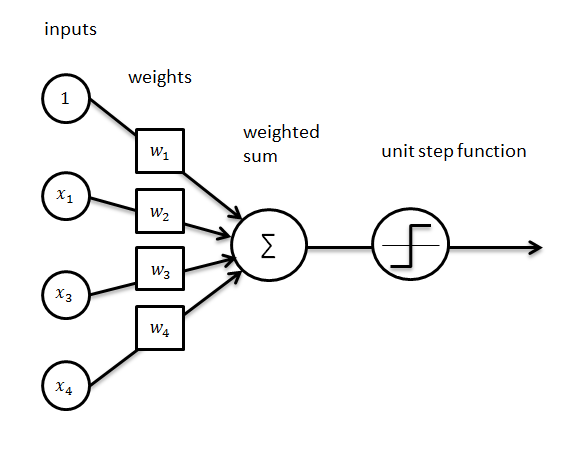 inputs
weights
1
weighted
sum
unit step function
w₁
x₁
w₂
∑
w₃
x₃
w₄
x₄